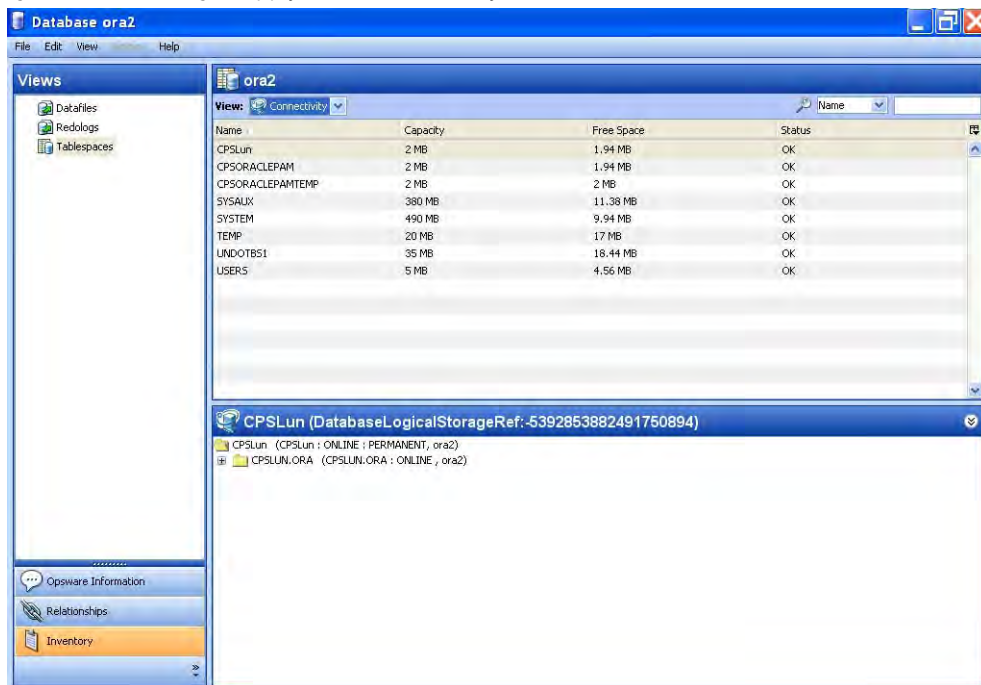 Database ora2
File Edit View Actions Help
Views
Datafiles
Redologs
Tablespaces
Opsware Information
Relationships
Inventory
ora2
View: Connectivity Name
Name Capacity Free Space Status
CPSLun 2 MB 1.94 MB OK
CPSORACLEPAM 2 MB 1.94 MB OK
CPSORACLEPAMTEMP 2 MB 2 MB OK
SYSAUX 380 MB 11.38 MB OK
SYSTEM 490 MB 9.94 MB OK
TEMP 20 MB 17 MB OK
UNDOTBS1 35 MB 18.44 MB OK
USERS 5 MB 4.56 MB OK
CPSLun (DatabaseLogicalStorageRef:-5392853882491750894)
CPSLun (CPSLun : ONLINE : PERMANENT, ora2)
CPSLUN.ORA (CPSLUN.ORA : ONLINE , ora2)